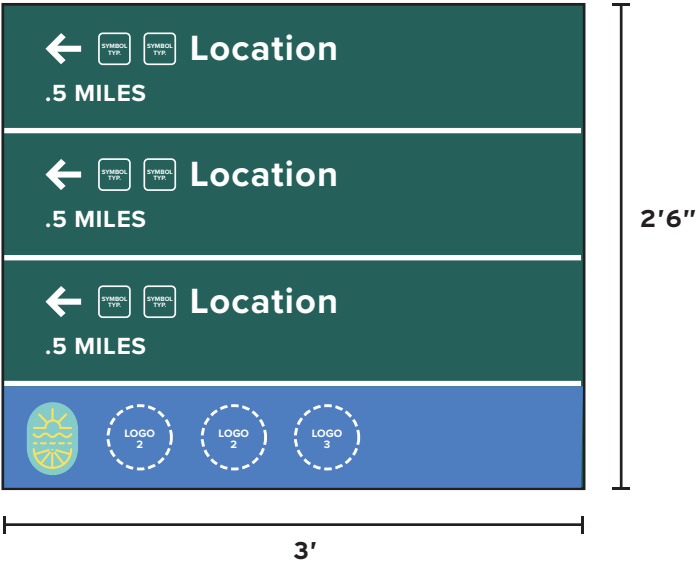 SYMBOL TYP. SYMBOL TYP. Location
.5 MILES
SYMBOL TYP. SYMBOL TYP. Location
.5 MILES
2'6"
SYMBOL TYP. SYMBOL TYP. Location
.5 MILES
LOGO 2
LOGO 2
LOGO 3
3'